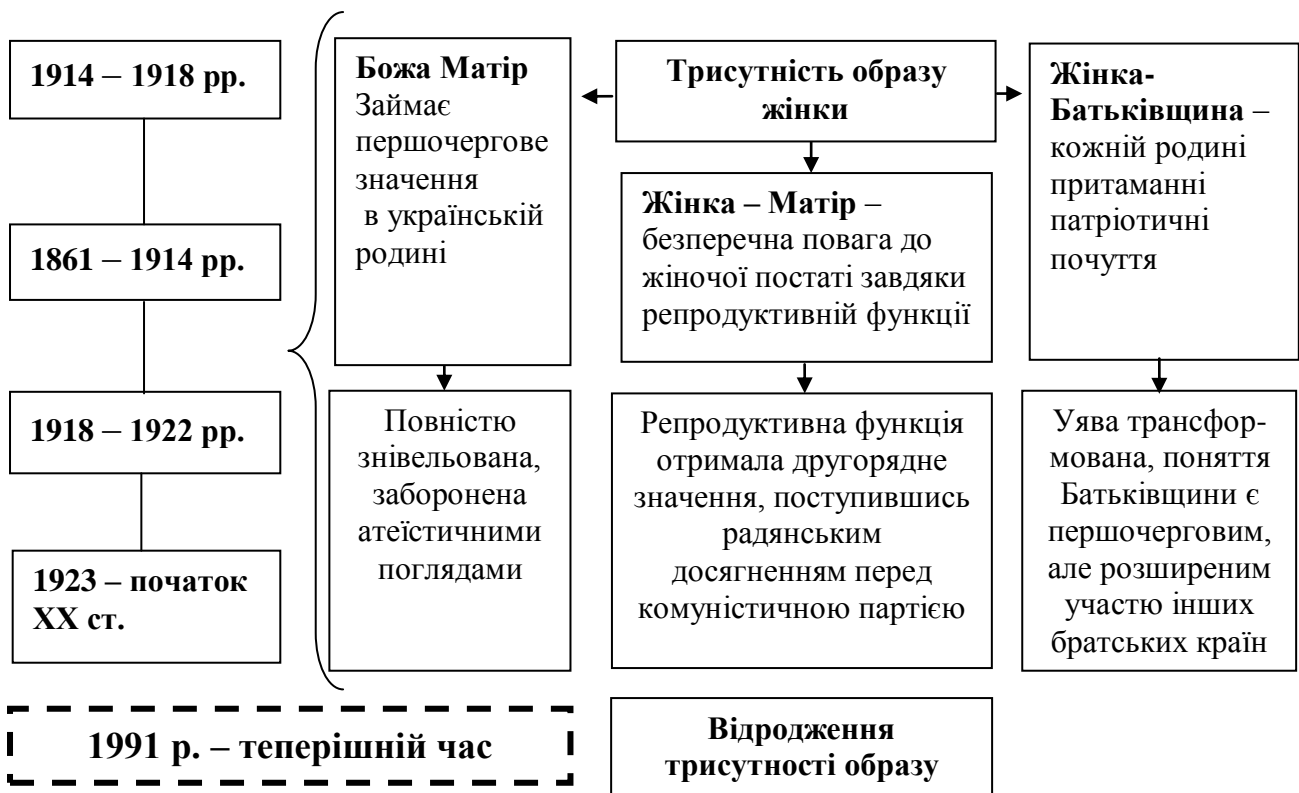 1914 – 1918 рр.
1861 – 1914 рр.
1918 – 1922 рр.
1923 – початок
ХХ ст.
Божа Матір
Займає
першочергове
значення
в українській
родині
Трисутність образу
жінки
Жінка-
Батьківщина –
кожній родині
притаманні
патріотичні
почуття
Жінка – Матір –
безперечна повага до
жіночої постаті завдяки
репродуктивній функції
Повністю
знівельована,
заборонена
атеїстичними
поглядами
Репродуктивна функція
отримала другорядне
значення, поступившись
радянським
досягненням перед
комуністичною партією
Уява трансфор-
мована, поняття
Батьківщини є
першочерговим,
але розширеним
участю інших
братських країн
1991 р. – теперішній час
Відродження
трисутності образу